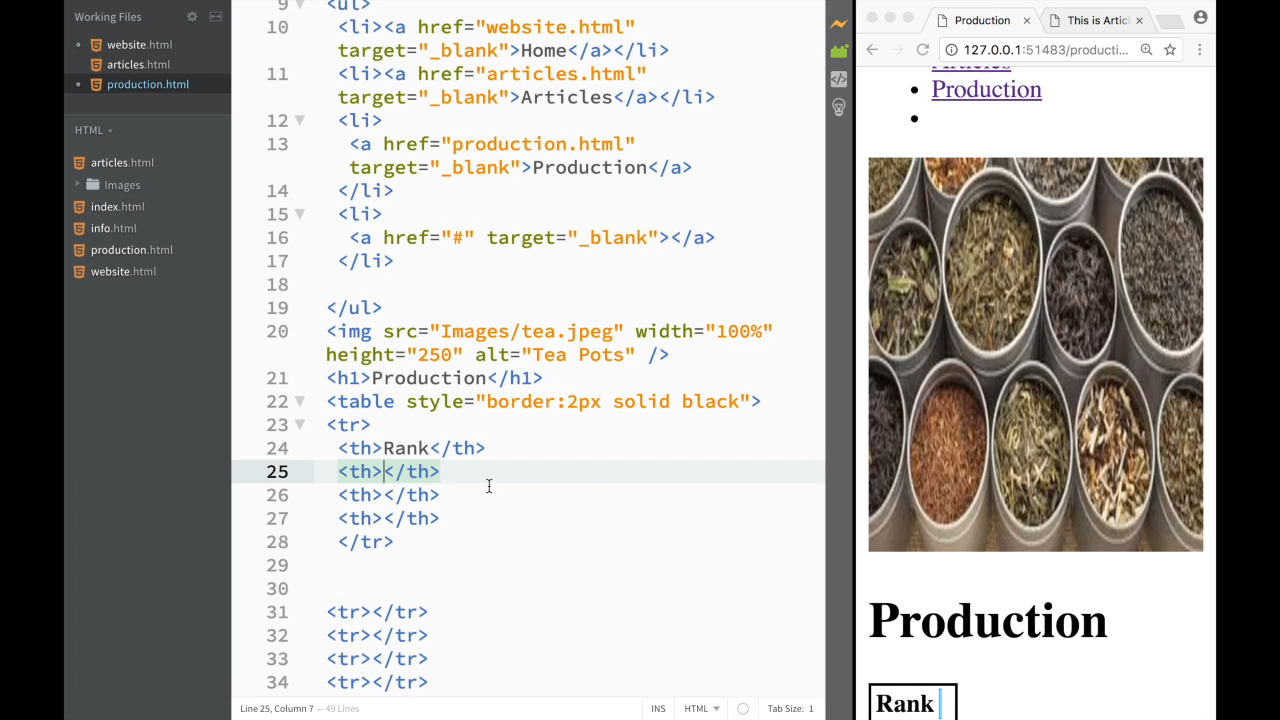 Working Files
website.html
articles.html
production.html
HTML
articles.html
Images
index.html
info.html
production.html
website.html
9 <ul>
10 <li><a href="website.html"
target="_blank">Home</a></li>
11 <li><a href="articles.html"
target="_blank">Articles</a></li>
12 <li>
13 <a href="production.html"
target="_blank">Production</a>
14 </li>
15 <li>
16 <a href="#" target="_blank"></a>
17 </li>
18
19 </ul>
20 <img src="Images/tea.jpeg" width="100%"
height="250" alt="Tea Pots" />
21 <h1>Production</h1>
22 <table style="border:2px solid black">
23 <tr>
24 <th>Rank</th>
25 <th></th>
26 <th></th>
27 <th></th>
28 </tr>
29
30
31 <tr></tr>
32 <tr></tr>
33 <tr></tr>
34 <tr></tr>
Line 25, Column 7 — 49 Lines
INS HTML Tab Size: 1
Production × This is Artic ×
127.0.0.1:51483/producti...
Articles
Production
Production
Rank